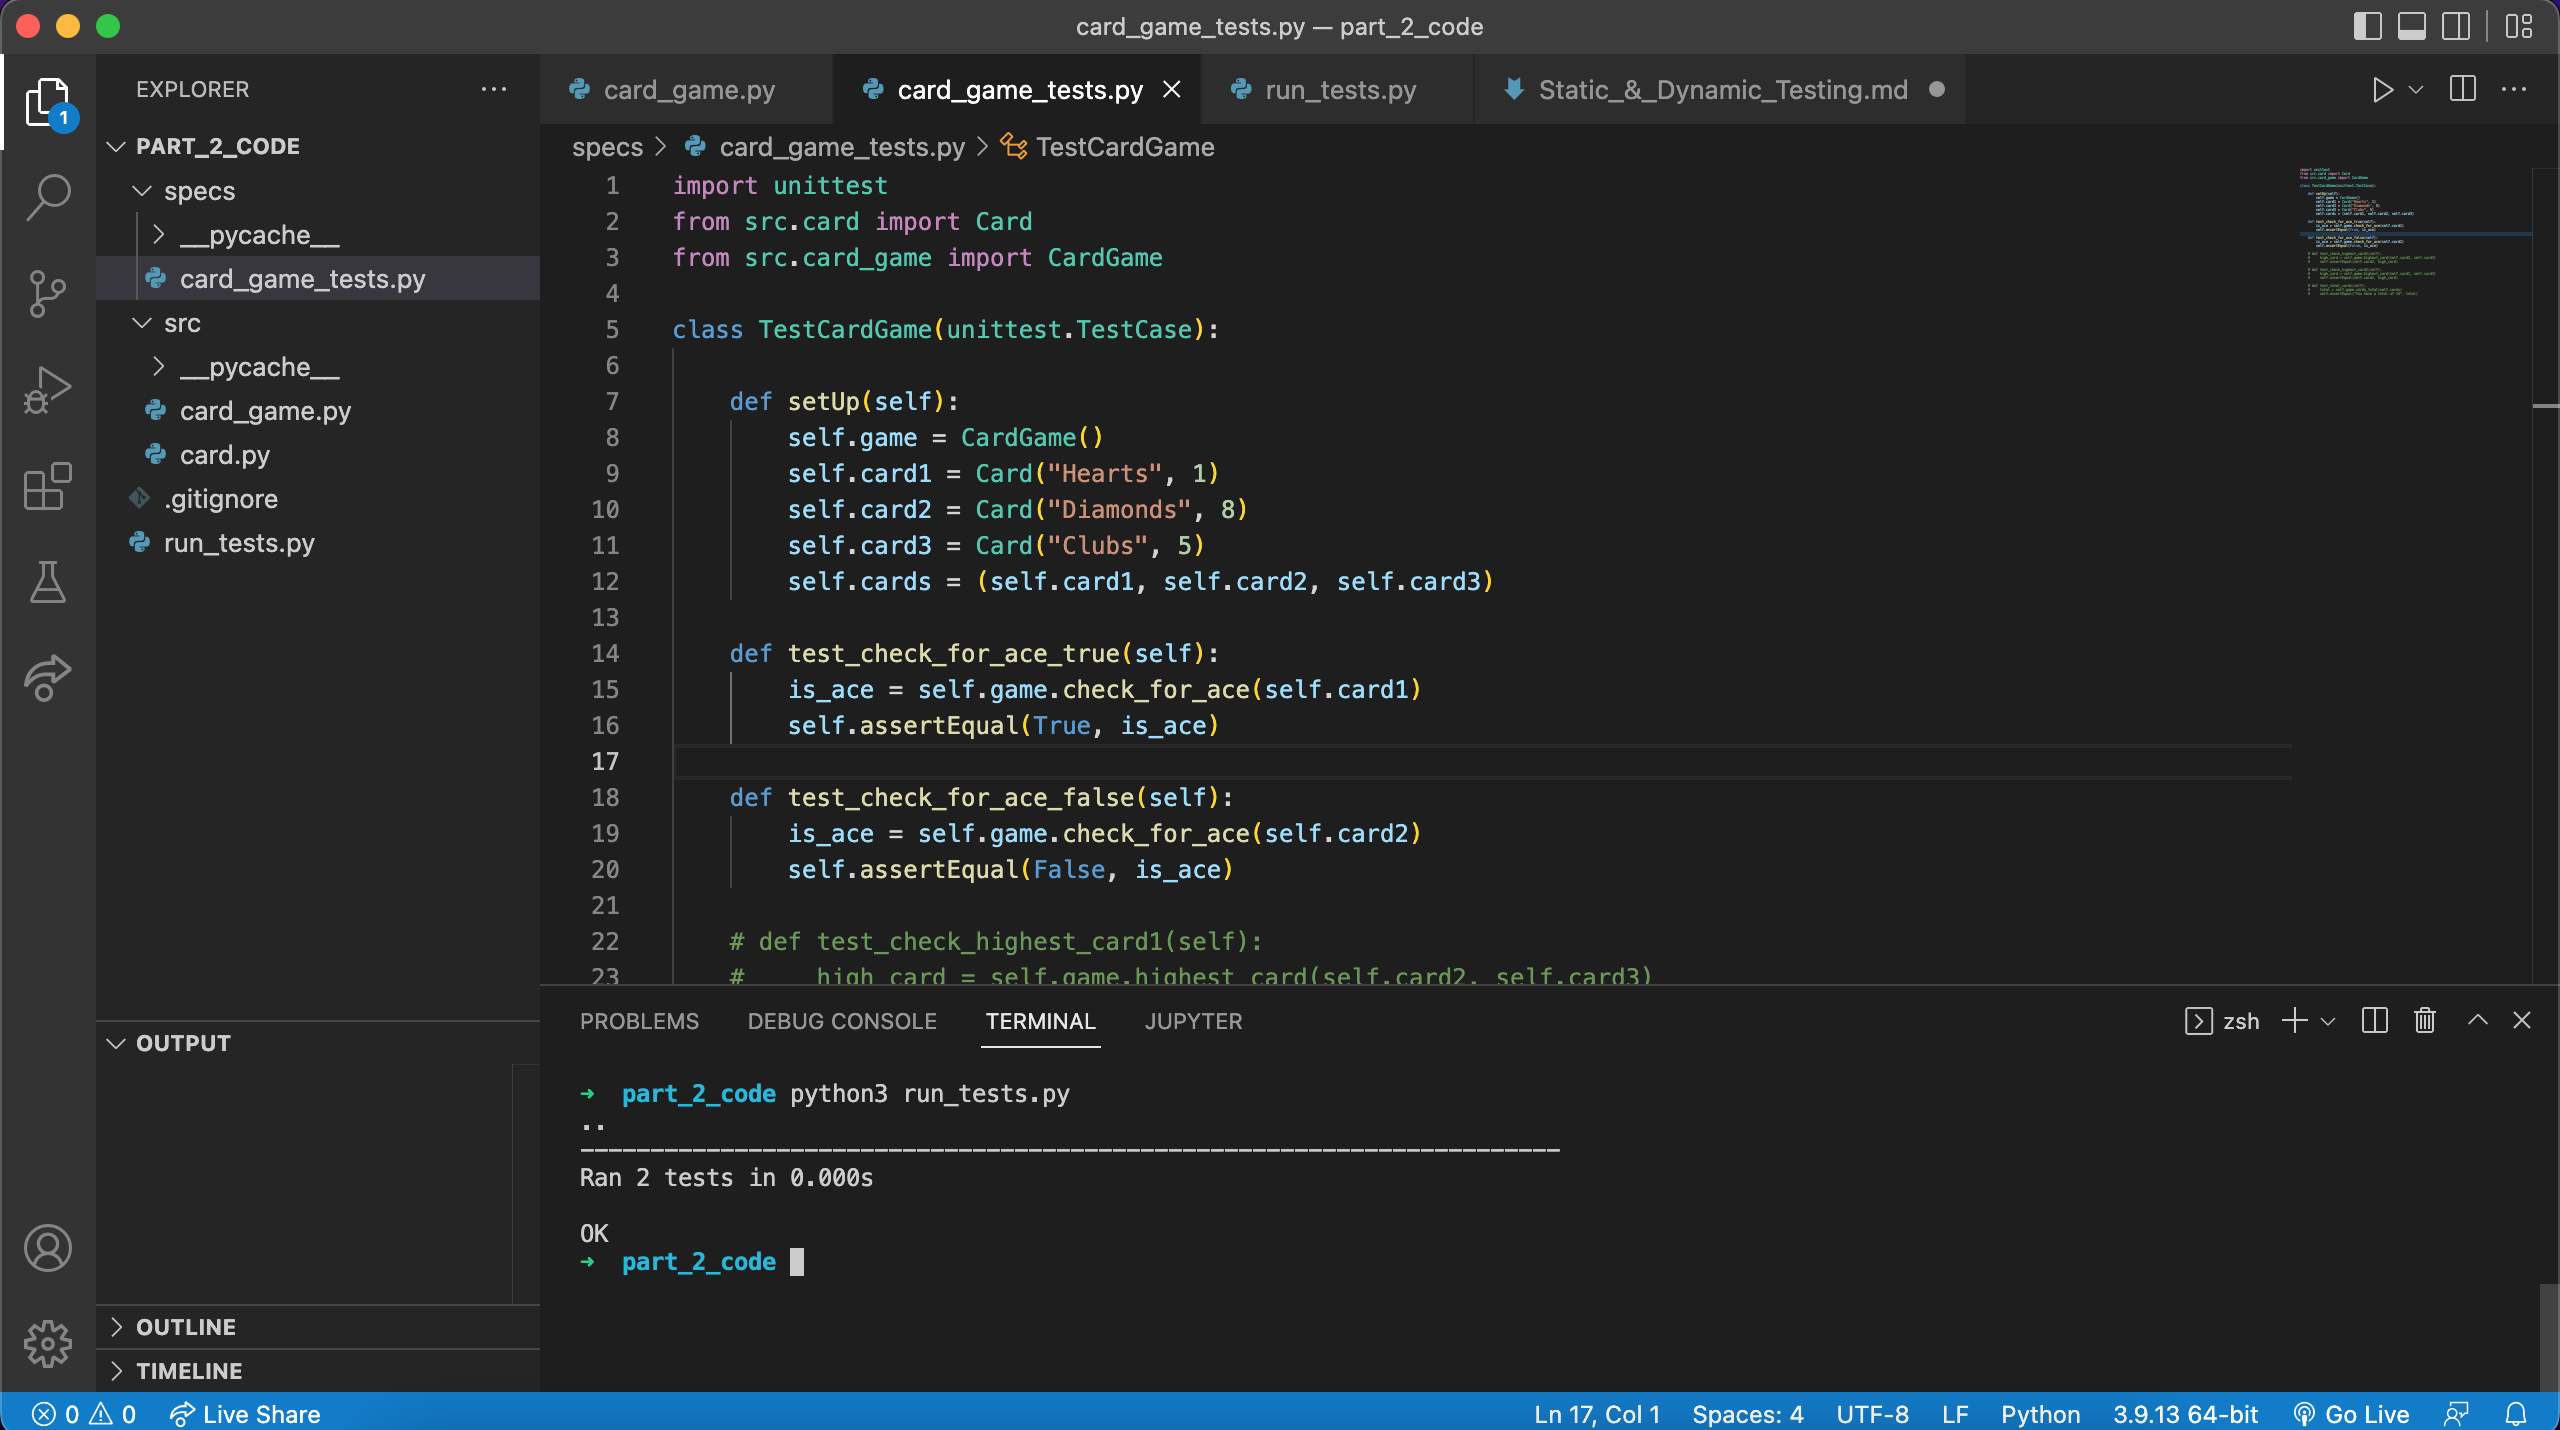 card_game_tests.py — part_2_code
EXPLORER
card_game.py
card_game_tests.py
run_tests.py
Static_&_Dynamic_Testing.md
1
PART_2_CODE
specs
__pycache__
card_game_tests.py
src
__pycache__
card_game.py
card.py
.gitignore
run_tests.py
OUTPUT
OUTLINE
TIMELINE
specs > card_game_tests.py > TestCardGame
1 import unittest
2 from src.card import Card
3 from src.card_game import CardGame
4
5 class TestCardGame(unittest.TestCase):
6
7 def setUp(self):
8 self.game = CardGame()
9 self.card1 = Card("Hearts", 1)
10 self.card2 = Card("Diamonds", 8)
11 self.card3 = Card("Clubs", 5)
12 self.cards = (self.card1, self.card2, self.card3)
13
14 def test_check_for_ace_true(self):
15 is_ace = self.game.check_for_ace(self.card1)
16 self.assertEqual(True, is_ace)
17
18 def test_check_for_ace_false(self):
19 is_ace = self.game.check_for_ace(self.card2)
20 self.assertEqual(False, is_ace)
21
22 # def test_check_highest_card1(self):
23 # high_card = self.game.highest_card(self.card2, self.card3)
PROBLEMS DEBUG CONSOLE TERMINAL JUPYTER
zsh
➜ part_2_code python3 run_tests.py
..
----------------------------------------------------------------------
Ran 2 tests in 0.000s
OK
➜ part_2_code
0 0 Live Share
Ln 17, Col 1 Spaces: 4 UTF-8 LF Python 3.9.13 64-bit Go Live